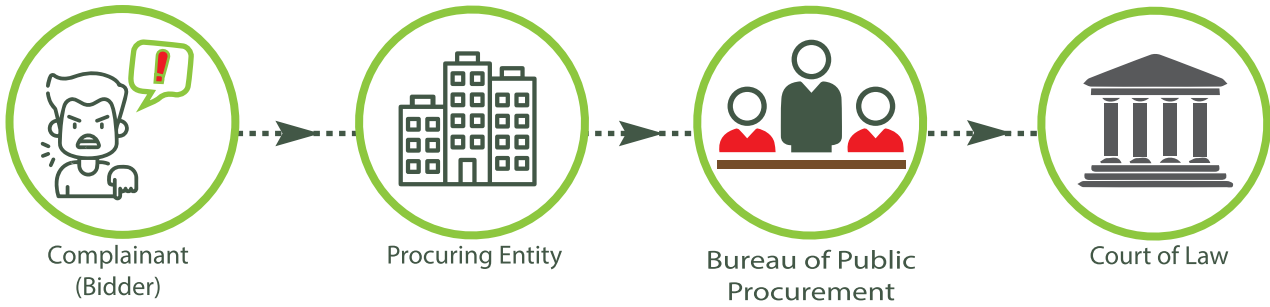 Complainant
(Bidder)
Procuring Entity
Bureau of Public
Procurement
Court of Law